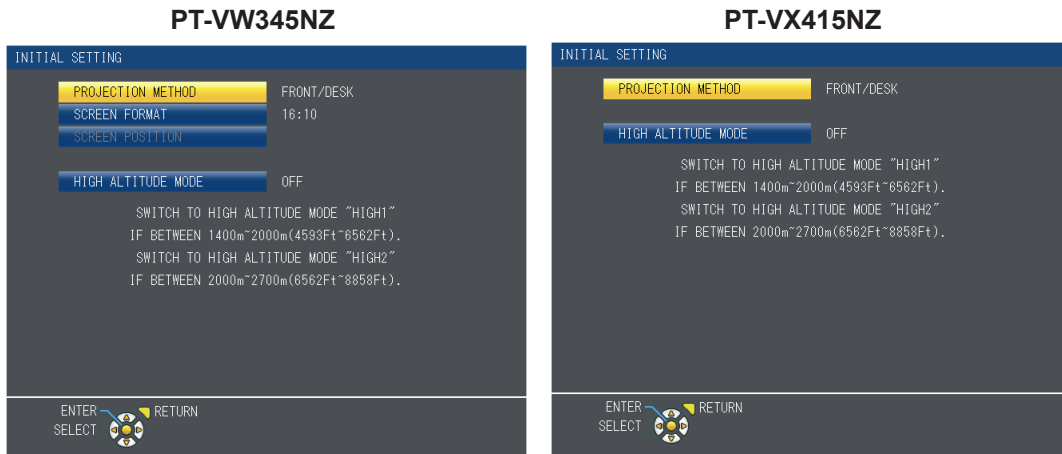 PT-VW345NZ
INITIAL SETTING
PROJECTION METHOD FRONT/DESK
SCREEN FORMAT 16:10
SCREEN POSITION
HIGH ALTITUDE MODE OFF
SWITCH TO HIGH ALTITUDE MODE "HIGH1"
IF BETWEEN 1400m~2000m(4593Ft~6562Ft).
SWITCH TO HIGH ALTITUDE MODE "HIGH2"
IF BETWEEN 2000m~2700m(6562Ft~8858Ft).
ENTER RETURN
SELECT
PT-VX415NZ
INITIAL SETTING
PROJECTION METHOD FRONT/DESK
HIGH ALTITUDE MODE OFF
SWITCH TO HIGH ALTITUDE MODE "HIGH1"
IF BETWEEN 1400m~2000m(4593Ft~6562Ft).
SWITCH TO HIGH ALTITUDE MODE "HIGH2"
IF BETWEEN 2000m~2700m(6562Ft~8858Ft).
ENTER RETURN
SELECT